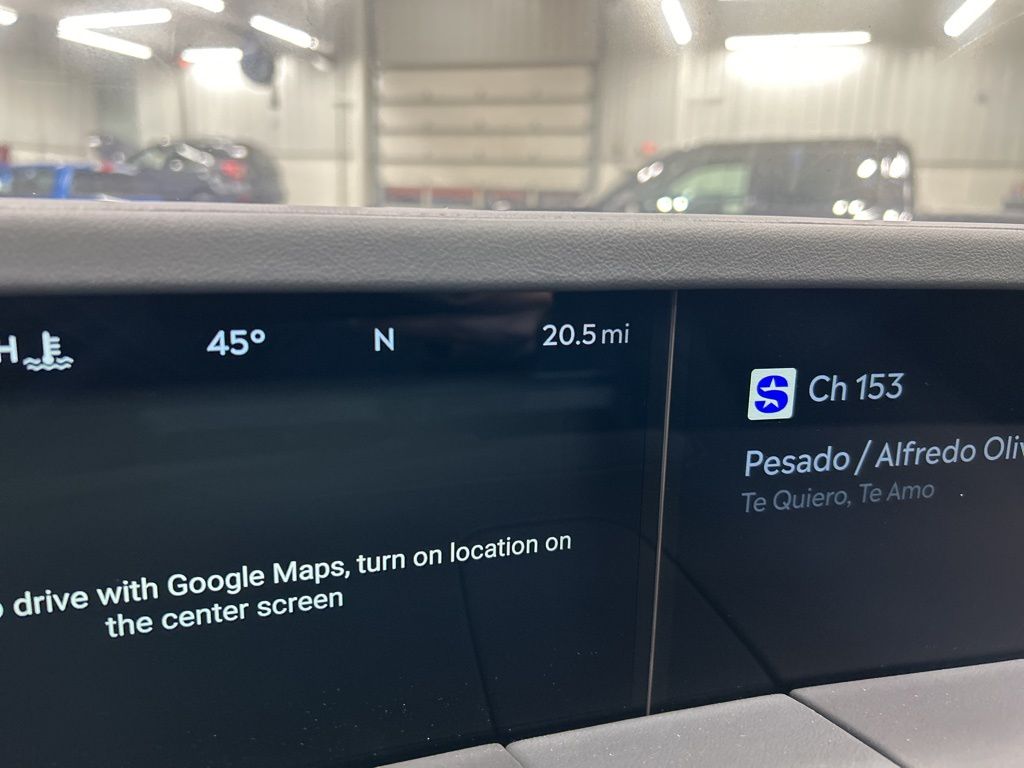 H
45°
N
20.5 mi
drive with Google Maps, turn on location on
the center screen
S
Ch 153
Pesado / Alfredo
Te Quiero, Te Amo